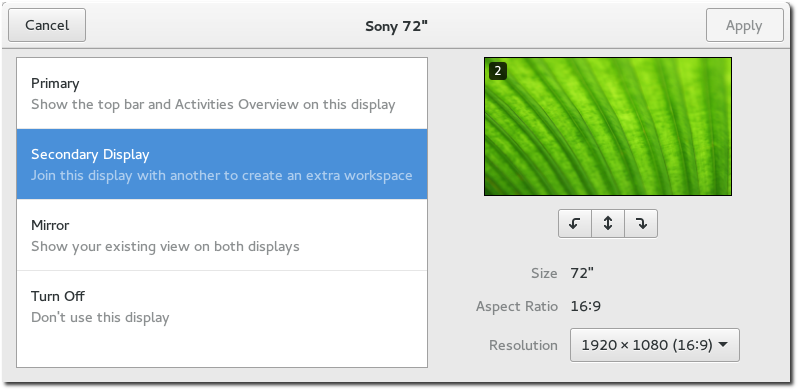 Cancel
Sony 72"
Apply
Primary
Show the top bar and Activities Overview on this display
Secondary Display
Join this display with another to create an extra workspace
Mirror
Show your existing view on both displays
Turn Off
Don't use this display
2
Size 72"
Aspect Ratio 16:9
Resolution 1920 × 1080 (16:9)